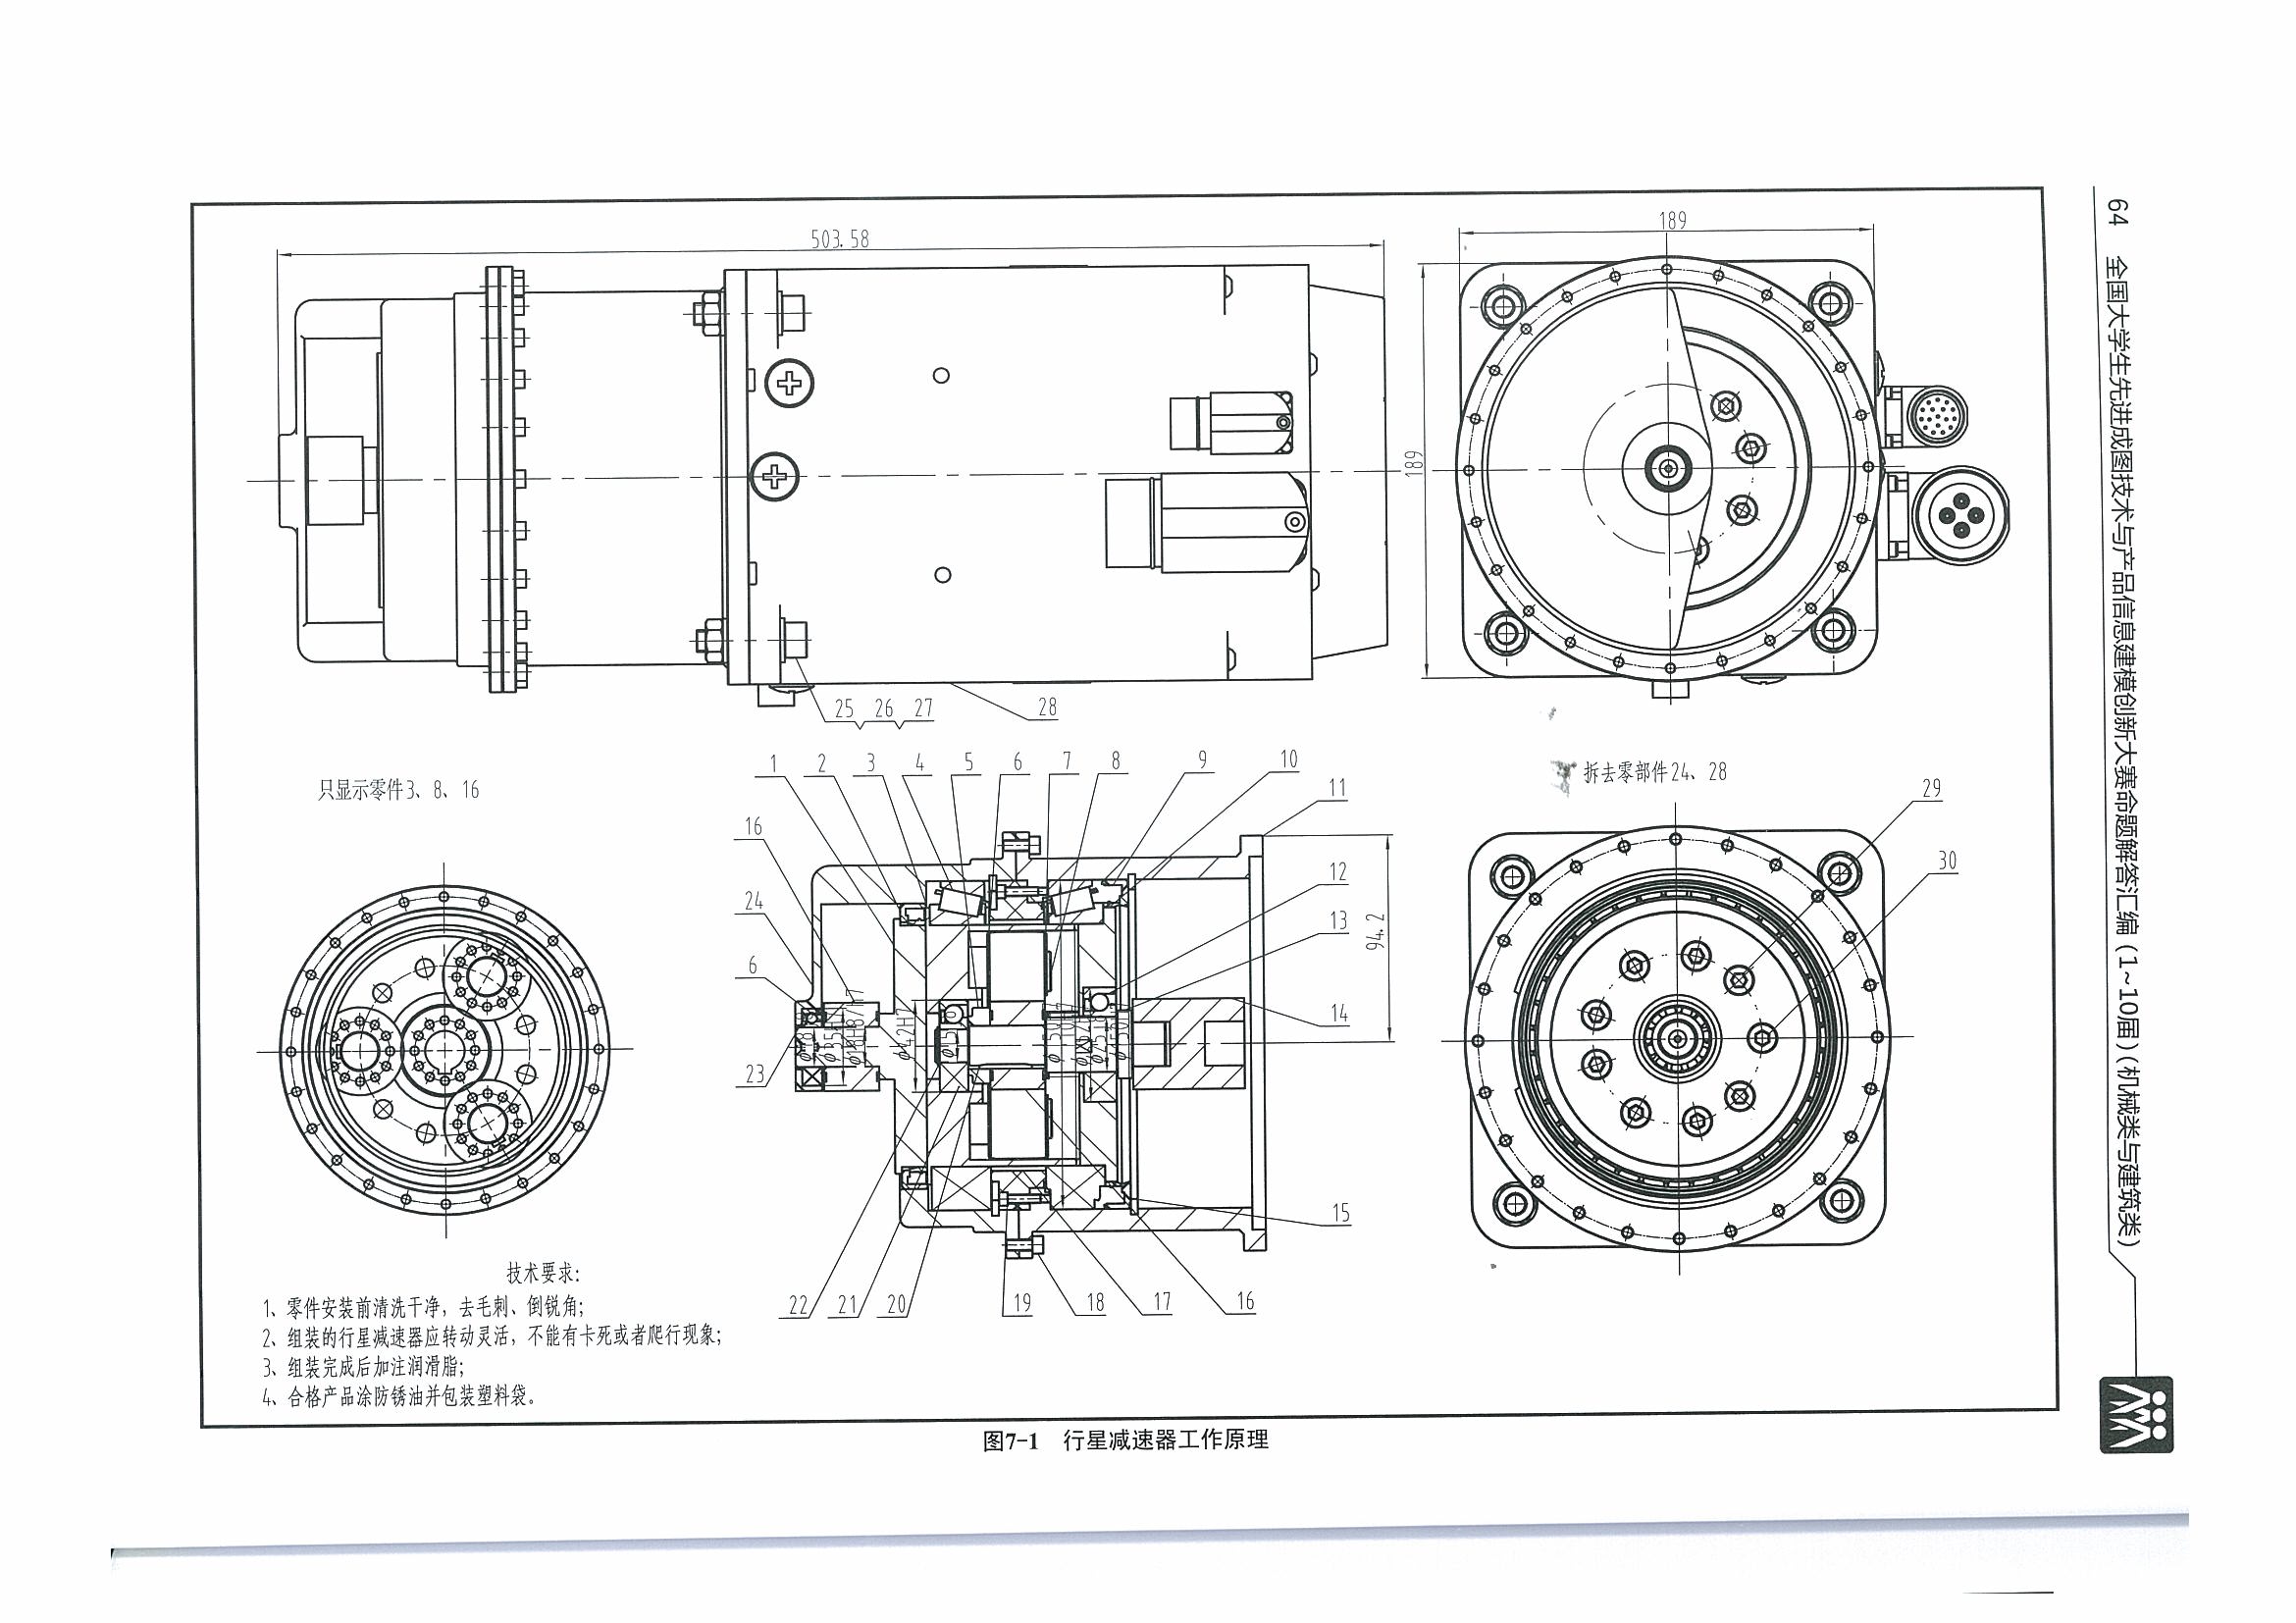 64 全国大学生先进成图技术与产品信息建模创新大赛命题解答汇编(1~10届)(机械类与建筑类)
503.58
189
189
25 26 27
28
只显示零件3、8、16
1 2 3 4 5 6 7 8 9 10
11
16
24
6
23
12
13
14
94.2
15
22 21 20 19 18 17 16
φ42H7
拆去零部件24、28
29
30
技术要求:
1、零件安装前清洗干净，去毛刺、倒锐角;
2、组装的行星减速器应转动灵活，不能有卡死或者爬行现象;
3、组装完成后加注润滑脂;
4、合格产品涂防锈油并包装塑料袋。
图7-1 行星减速器工作原理